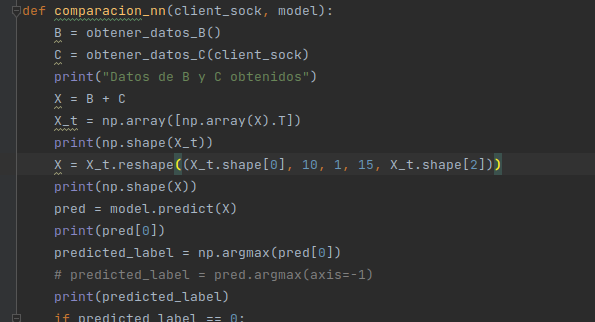 def comparacion_nn(client_sock, model):
    B = obtener_datos_B()
    C = obtener_datos_C(client_sock)
    print("Datos de B y C obtenidos")
    X = B + C
    X_t = np.array([np.array(X).T])
    print(np.shape(X_t))
    X = X_t.reshape((X_t.shape[0], 10, 1, 15, X_t.shape[2]))
    print(np.shape(X))
    pred = model.predict(X)
    print(pred[0])
    predicted_label = np.argmax(pred[0])
    # predicted_label = pred.argmax(axis=-1)
    print(predicted_label)
    if predicted_label == 0: